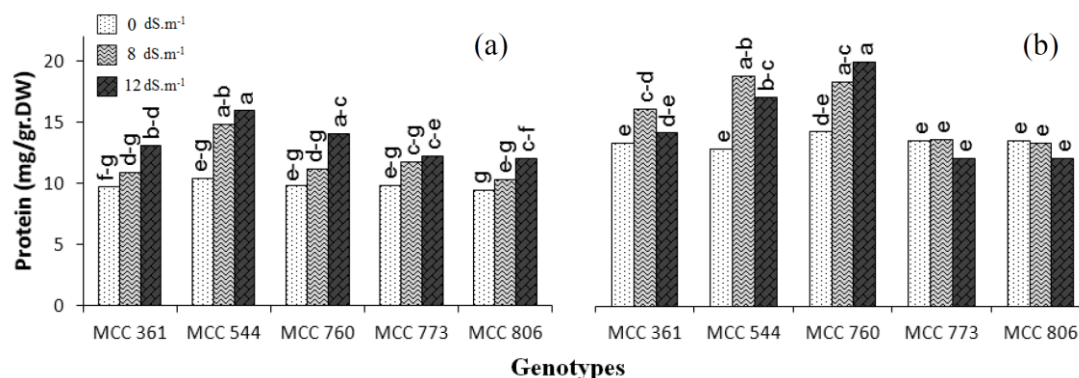 0 dS.m⁻¹
8 dS.m⁻¹
12 dS.m⁻¹
(a)
(b)
Protein (mg/gr.DW)
20
15
10
5
0
f-g
d-g
b-d
e-g
a-b
a
e-g
d-g
a-c
e-g
c-g
c-e
g
e-g
c-f
e
c-d
d-e
e
a-b
b-c
d-e
a-c
a
e
e
e
e
e
e
MCC 361 MCC 544 MCC 760 MCC 773 MCC 806
MCC 361 MCC 544 MCC 760 MCC 773 MCC 806
Genotypes